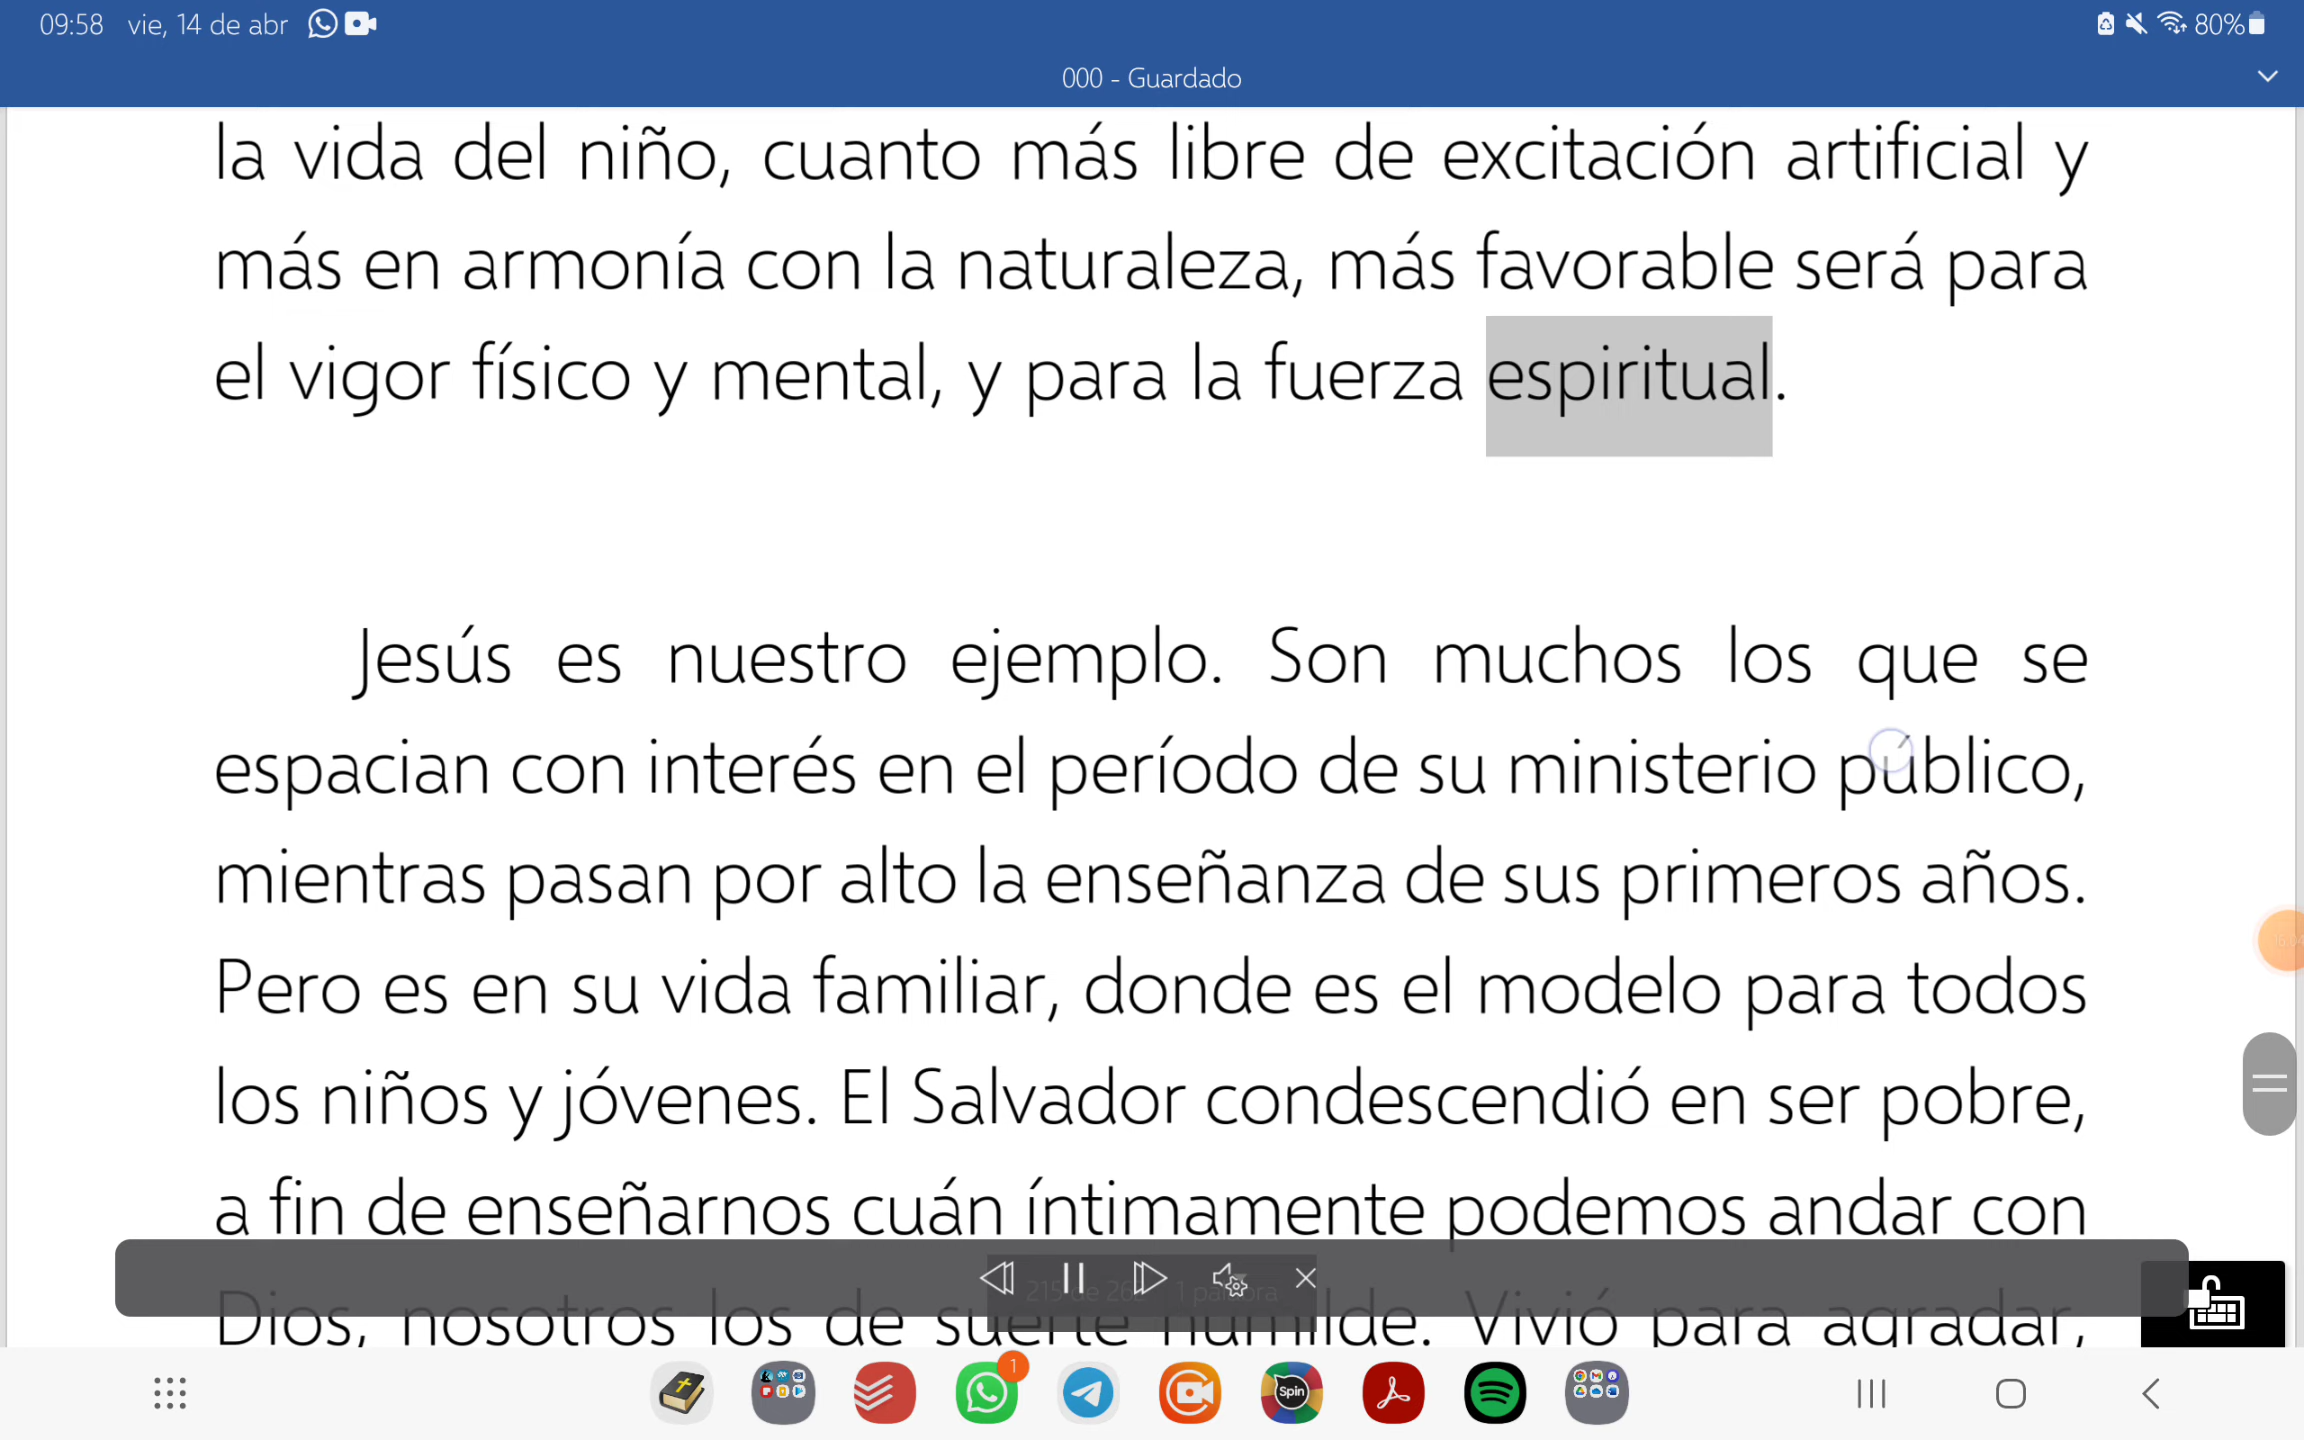 09:58 vie, 14 de abr
80%
000 - Guardado
la vida del niño, cuanto más libre de excitación artificial y
más en armonía con la naturaleza, más favorable será para
el vigor físico y mental, y para la fuerza espiritual.
Jesús es nuestro ejemplo. Son muchos los que se
espacian con interés en el período de su ministerio público,
mientras pasan por alto la enseñanza de sus primeros años.
Pero es en su vida familiar, donde es el modelo para todos
los niños y jóvenes. El Salvador condescendió en ser pobre,
a fin de enseñarnos cuán íntimamente podemos andar con
Dios, nosotros los de suerte humilde. Vivió para agradar,
1
Spin